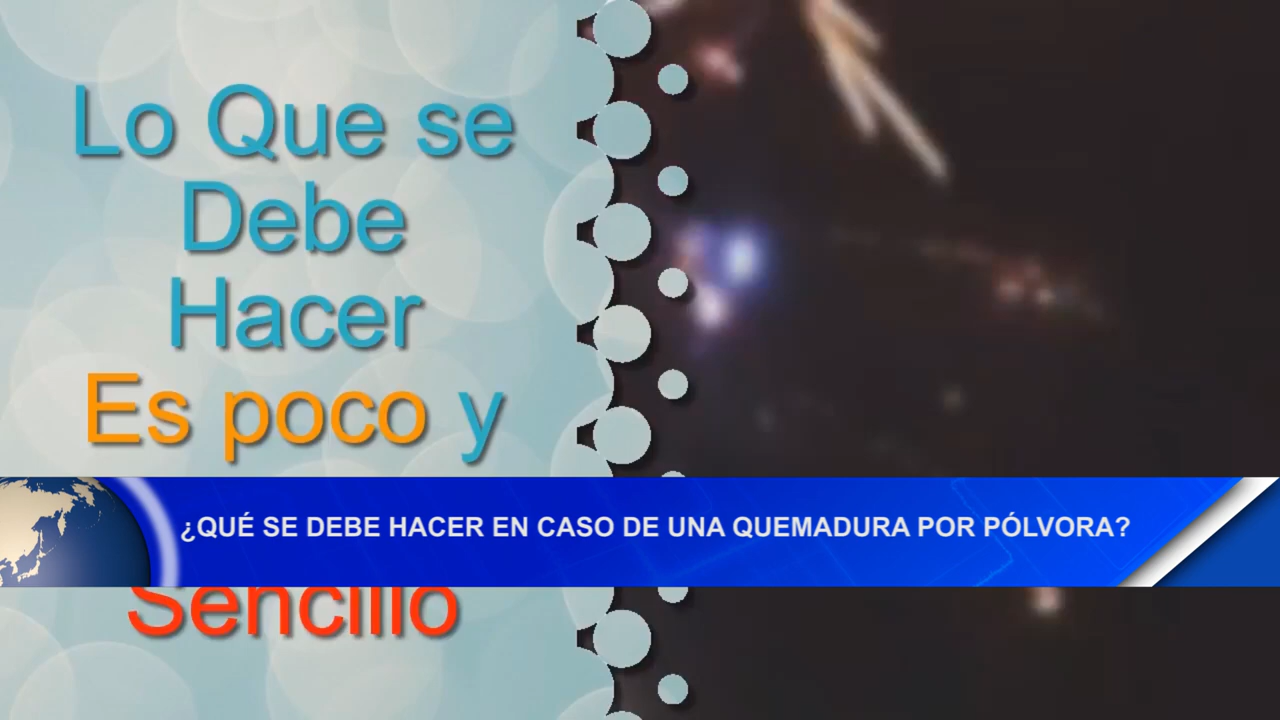 Lo Que se
Debe
Hacer
Es poco y
¿QUÉ SE DEBE HACER EN CASO DE UNA QUEMADURA POR PÓLVORA?
Sencillo